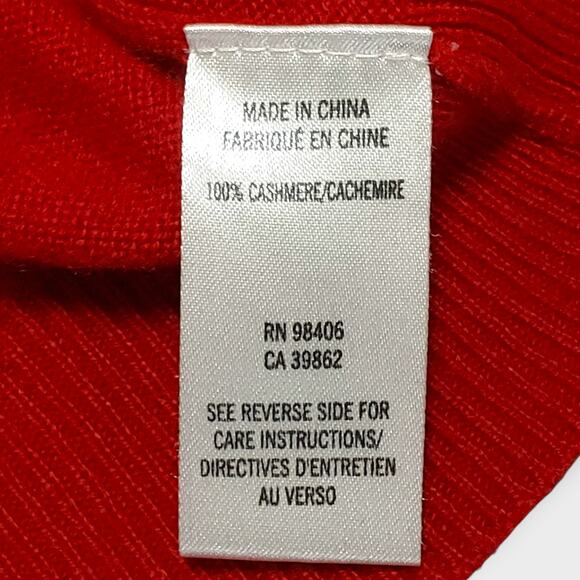 MADE IN CHINA
FABRIQUÉ EN CHINE
100% CASHMERE/CACHEMIRE
RN 98406
CA 39862
SEE REVERSE SIDE FOR
CARE INSTRUCTIONS/
DIRECTIVES D'ENTRETIEN
AU VERSO